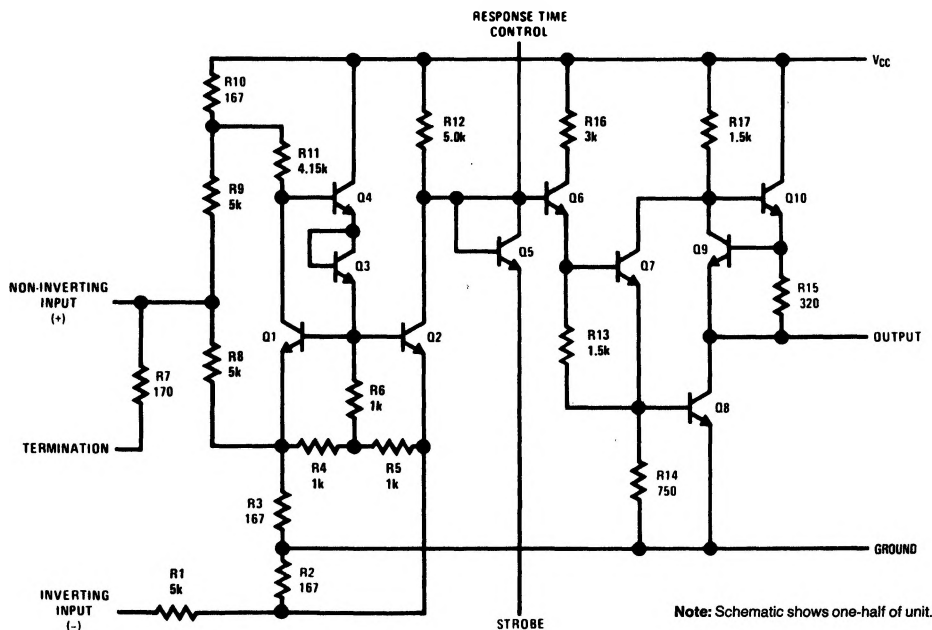 RESPONSE TIME
CONTROL
VCC
R10
167
R12
5.0k
R16
3k
R17
1.5k
R11
4.15k
Q4
Q6
Q10
R9
5k
Q3
Q5
Q7
Q9
NON-INVERTING
INPUT
(+)
R15
320
OUTPUT
Q1
Q2
R7
170
R8
5k
R6
1k
R13
1.5k
Q8
TERMINATION
R4
1k
R5
1k
R14
750
R3
167
GROUND
R2
167
R1
5k
INVERTING
INPUT
(–)
STROBE
Note: Schematic shows one-half of unit.